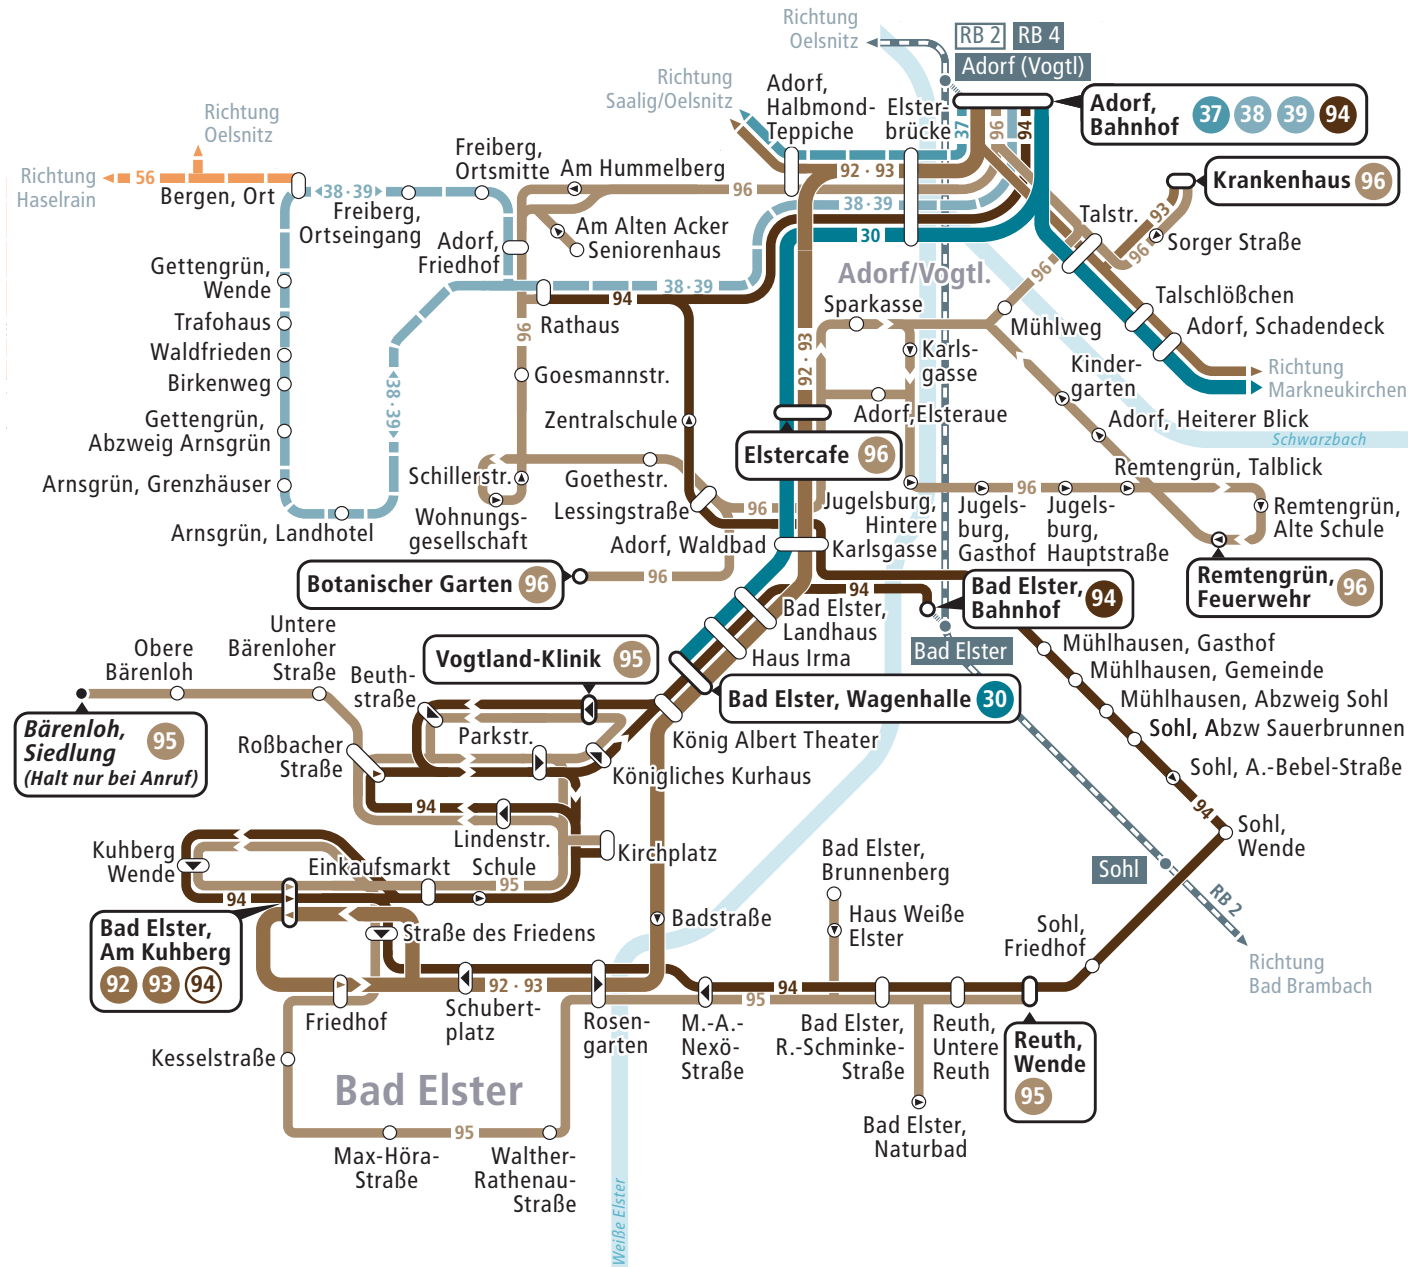 Richtung
Oelsnitz
RB 2
RB 4
Adorf (Vogtl)
Richtung
Saalig/Oelsnitz
Adorf,
Halbmond-
Teppiche
Elster-
brücke
37
96
94
Adorf,
Bahnhof
37
38
39
94
Richtung
Oelsnitz
Richtung
Haselrain
56
Bergen, Ort
38·39
Freiberg,
Ortsmitte
Freiberg,
Ortseingang
Am Hummelberg
96
92 · 93
38·39
30
Krankenhaus
96
93
96
Talstr.
Sorger Straße
Am Alten Acker
Seniorenhaus
Adorf,
Friedhof
Adorf/Vogtl.
96
Gettengrün,
Wende
Trafohaus
Waldfrieden
Birkenweg
Gettengrün,
Abzweig Arnsgrün
Arnsgrün, Grenzhäuser
Arnsgrün, Landhotel
38·39
38·39
94
Rathaus
96
Goesmannstr.
Zentralschule
92 · 93
Sparkasse
Karls-
gasse
Mühlweg
Talschlößchen
Adorf, Schadendeck
Richtung
Markneukirchen
Kinder-
garten
Adorf, Elsteraue
Adorf, Heiterer Blick
Schwarzbach
Elstercafe
96
Schillerstr.
Wohnungs-
gesellschaft
Goethestr.
Lessingstraße
96
Remtengrün, Talblick
96
Jugelsburg,
Hintere
Karlsgasse
Jugels-
burg,
Gasthof
Jugels-
burg,
Hauptstraße
Remtengrün,
Alte Schule
Adorf, Waldbad
Botanischer Garten
96
96
94
Bad Elster,
Bahnhof
94
Remtengrün,
Feuerwehr
96
Bad Elster,
Landhaus
Haus Irma
Bad Elster
Mühlhausen, Gasthof
Mühlhausen, Gemeinde
Mühlhausen, Abzweig Sohl
Sohl, Abzw Sauerbrunnen
Sohl, A.-Bebel-Straße
94
Sohl,
Wende
Obere
Bärenloh
Untere
Bärenloher
Straße
Beuth-
straße
Vogtland-Klinik
95
Bad Elster, Wagenhalle
30
Bärenloh,
Siedlung
(Halt nur bei Anruf)
95
Roßbacher
Straße
Parkstr.
König Albert Theater
Königliches Kurhaus
94
Lindenstr.
Kirchplatz
Kuhberg
Wende
Einkaufsmarkt
Schule
95
94
Bad Elster,
Brunnenberg
Sohl
RB 2
Haus Weiße
Elster
Badstraße
Bad Elster,
Am Kuhberg
92
93
94
Straße des Friedens
Sohl,
Friedhof
Richtung
Bad Brambach
92 · 93
94
95
Friedhof
Schubert-
platz
Rosen-
garten
M.-A.-
Nexö-
Straße
Bad Elster,
R.-Schminke-
Straße
Reuth,
Untere
Reuth
Reuth,
Wende
95
Kesselstraße
Bad Elster
Bad Elster,
Naturbad
95
Max-Höra-
Straße
Walther-
Rathenau-
Straße
Weiße Elster